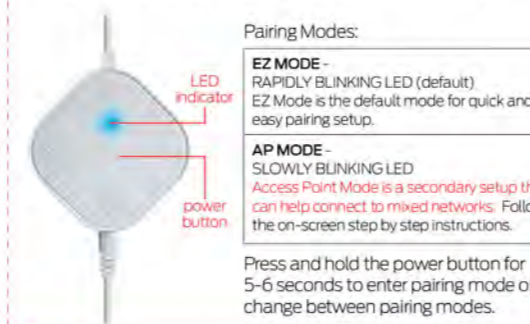 Pairing Modes:
EZ MODE -
RAPIDLY BLINKING LED (default)
EZ Mode is the default mode for quick and
easy pairing setup.
AP MODE -
SLOWLY BLINKING LED
Access Point Mode is a secondary setup
can help connect to mixed networks.
the on-screen step by step instructions.
Press and hold the power button for
5-6 seconds to enter pairing mode
change between pairing modes.
LED
indicator
power
button